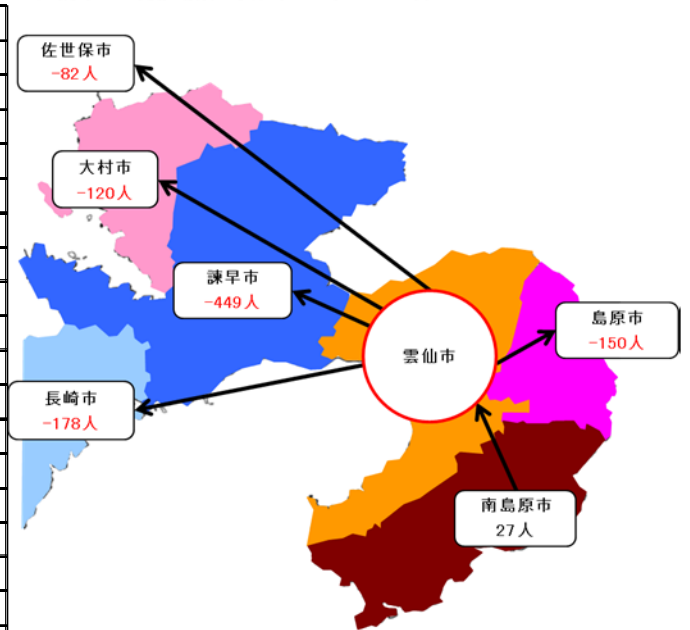 佐世保市
-82人
大村市
-120人
諫早市
-449人
島原市
-150人
雲仙市
長崎市
-178人
南島原市
27人